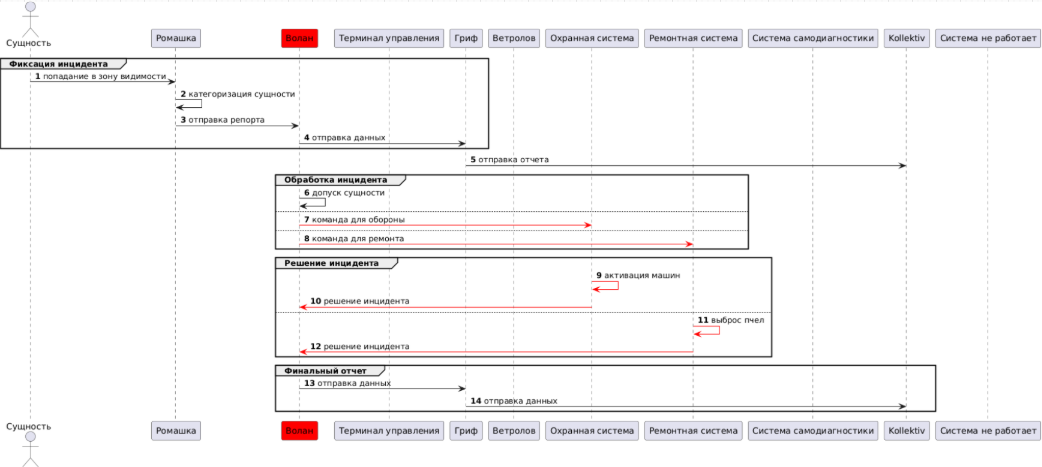 Сущность
Ромашка Волан Терминал управления Гриф Ветролов Охранная система Ремонтная система Система самодиагностики Kollektiv Система не работает
Фиксация инцидента
1 попадание в зону видимости
2 категоризация сущности
3 отправка репорта
4 отправка данных
5 отправка отчета
Обработка инцидента
6 допуск сущности
7 команда для обороны
8 команда для ремонта
Решение инцидента
9 активация машин
10 решение инцидента
11 выброс пчел
12 решение инцидента
Финальный отчет
13 отправка данных
14 отправка данных
Сущность
Ромашка Волан Терминал управления Гриф Ветролов Охранная система Ремонтная система Система самодиагностики Kollektiv Система не работает